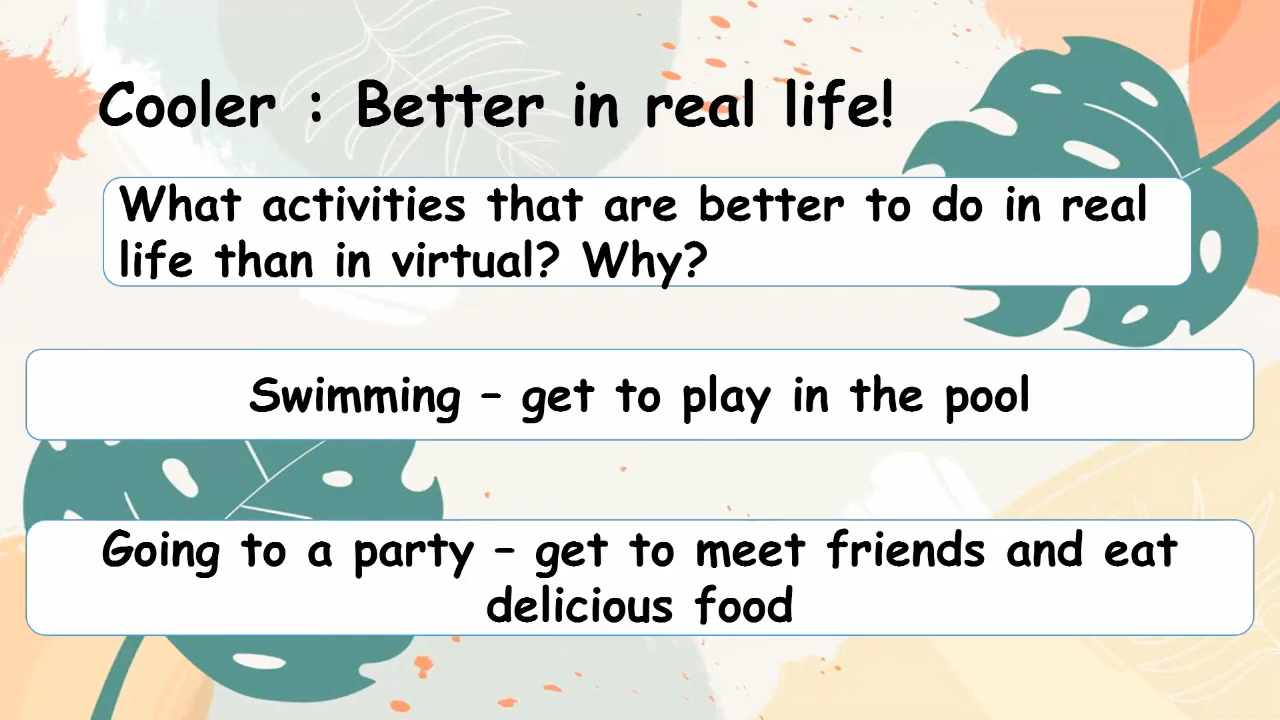 Cooler : Better in real life!
What activities that are better to do in real
life than in virtual? Why?
Swimming – get to play in the pool
Going to a party – get to meet friends and eat
delicious food